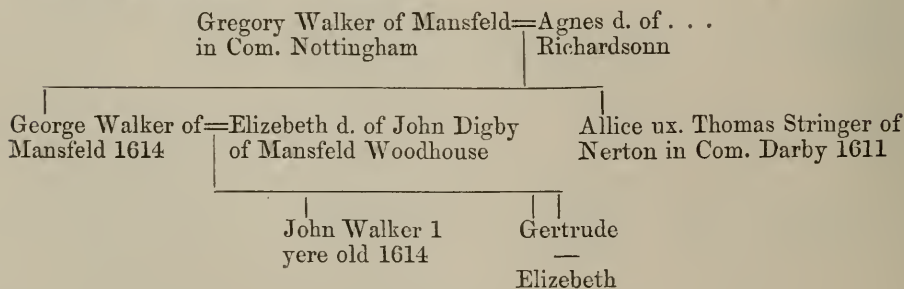 Gregory Walker of Mansfeld=Agnes d. of . . .
in Com. Nottingham Richardsonn
George Walker of=Elizebeth d. of John Digby
Mansfeld 1614 of Mansfeld Woodhouse
Allice ux. Thomas Stringer of
Nerton in Com. Darby 1611
John Walker 1
yere old 1614
Gertrude
—
Elizebeth